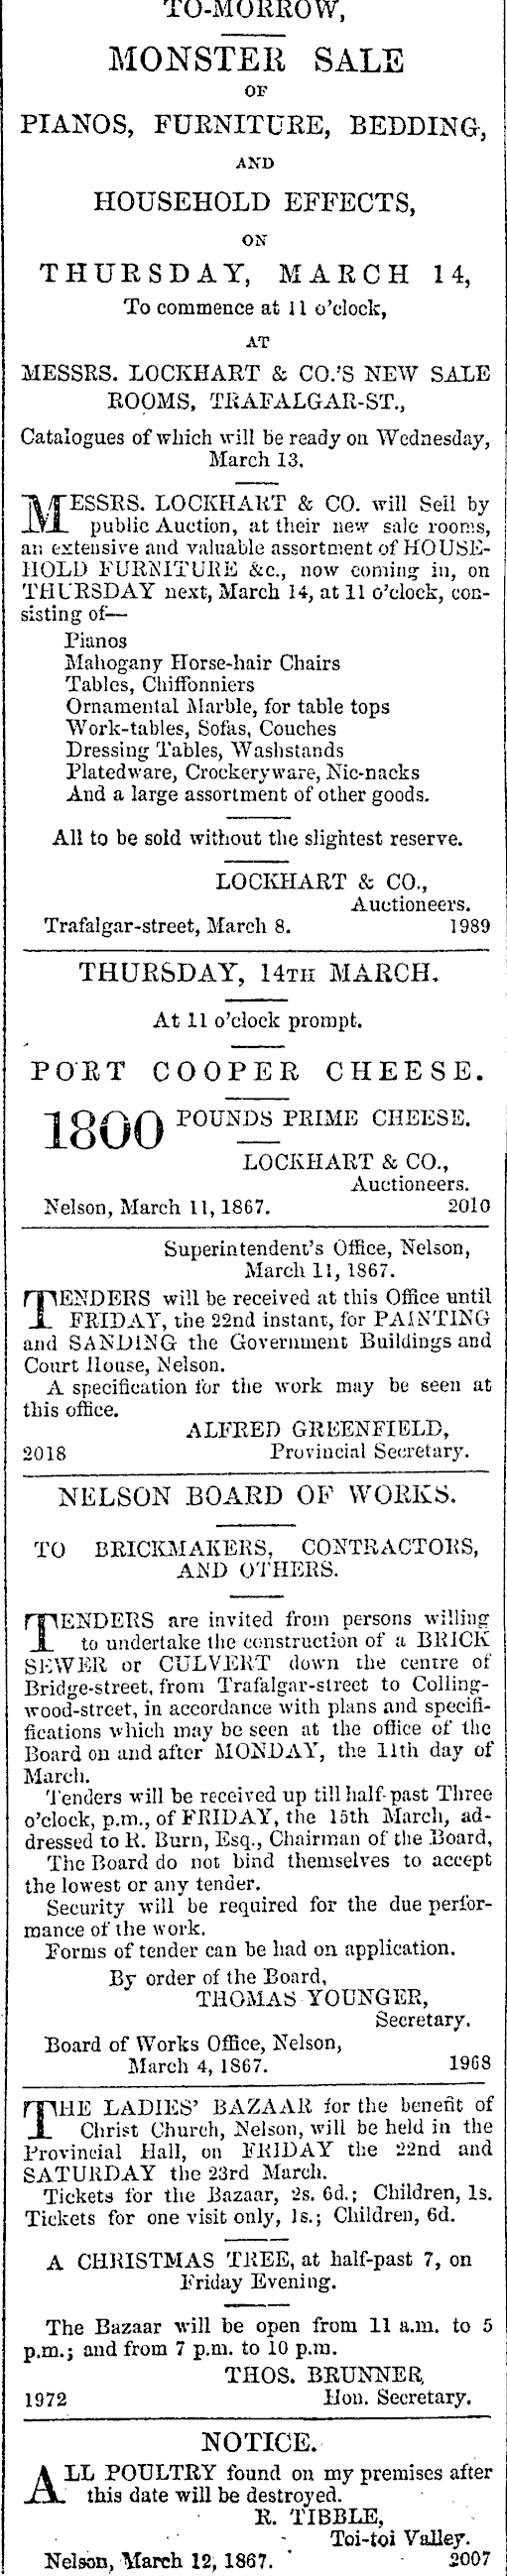 TO-MORROW,
MONSTER SALE
OF
PIANOS, FURNITURE, BEDDING,
AND
HOUSEHOLD EFFECTS,
ON
THURSDAY, MARCH 14,
To commence at 11 o'clock,
AT
MESSRS. LOCKHART & CO.'S NEW SALE
ROOMS, TRAFALGAR-ST.,
Catalogues of which will be ready on Wednesday,
March 13.
MESSRS. LOCKHART & CO. will Sell by
public Auction, at their new sale rooms,
an extensive and valuable assortment of HOUSE-
HOLD FURNITURE &c., now coming in, on
THURSDAY next, March 14, at 11 o'clock, con-
sisting of—
Pianos
Mahogany Horse-hair Chairs
Tables, Chiffonniers
Ornamental Marble, for table tops
Work-tables, Sofas, Couches
Dressing Tables, Washstands
Platedware, Crockeryware, Nic-nacks
And a large assortment of other goods.
All to be sold without the slightest reserve.
LOCKHART & CO.,
Auctioneers.
Trafalgar-street, March 8. 1989
THURSDAY, 14TH MARCH.
At 11 o'clock prompt.
PORT COOPER CHEESE.
1800 POUNDS PRIME CHEESE.
LOCKHART & CO.,
Auctioneers.
Nelson, March 11, 1867. 2010
Superintendent's Office, Nelson,
March 11, 1867.
TENDERS will be received at this Office until
FRIDAY, the 22nd instant, for PAINTING
and SANDING the Government Buildings and
Court House, Nelson.
A specification for the work may be seen at
this office.
ALFRED GREENFIELD,
2018 Provincial Secretary.
NELSON BOARD OF WORKS.
TO BRICKMAKERS, CONTRACTORS,
AND OTHERS.
TENDERS are invited from persons willing
to undertake the construction of a BRICK
SEWER or CULVERT down the centre of
Bridge-street, from Trafalgar-street to Colling-
wood-street, in accordance with plans and specifi-
fications which may be seen at the office of the
Board on and after MONDAY, the 11th day of
March.
Tenders will be received up till half-past Three
o'clock, p.m., of FRIDAY, the 15th March, ad-
dressed to R. Burn, Esq., Chairman of the Board,
The Board do not bind themselves to accept
the lowest or any tender.
Security will be required for the due perfor-
mance of the work.
Forms of tender can be had on application.
By order of the Board,
THOMAS YOUNGER,
Secretary.
Board of Works Office, Nelson,
March 4, 1867. 1968
THE LADIES' BAZAAR for the benefit of
Christ Church, Nelson, will be held in the
Provincial Hall, on FRIDAY the 22nd and
SATURDAY the 23rd March.
Tickets for the Bazaar, 2s. 6d.; Children, 1s.
Tickets for one visit only, 1s.; Children, 6d.
A CHRISTMAS TREE, at half-past 7, on
Friday Evening.
The Bazaar will be open from 11 a.m. to 5
p.m.; and from 7 p.m. to 10 p.m.
THOS. BRUNNER,
1972 Hon. Secretary.
NOTICE.
ALL POULTRY found on my premises after
this date will be destroyed.
R. TIBBLE,
Toi-toi Valley.
Nelson, March 12, 1867. 2007